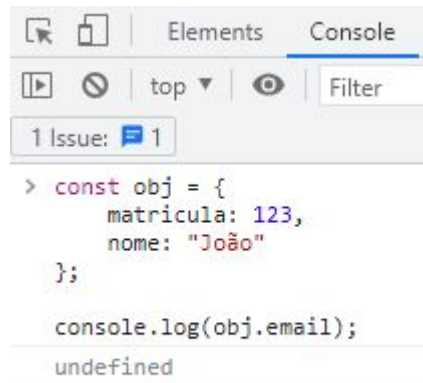 Elements Console
top ▼ Filter
1 Issue: 1
> const obj = {
matricula: 123,
nome: "João"
};
console.log(obj.email);
undefined